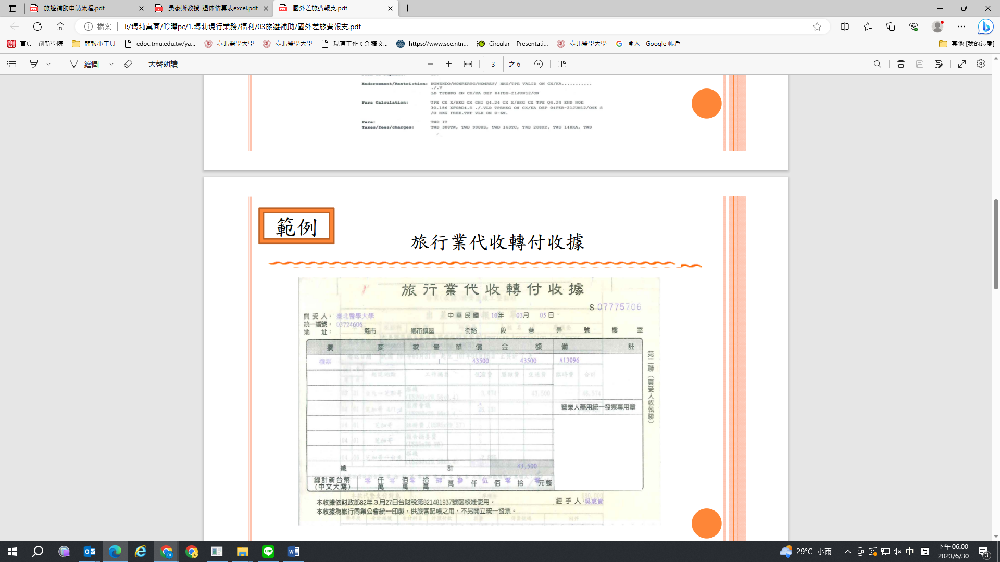 旅遊補助申請流程.pdf
吳麥斯教授_退休估算表excel.pdf
國外差旅費報支.pdf
檔案
I:/瑪莉桌面/吟曄pc/1.瑪莉現行業務/福利/03旅遊補助/國外差旅費報支.pdf
首頁 - 創新學院
簡報小工具
edoc.tmu.edu.tw/ya...
臺北醫學大學
臺北醫學大學
現有工作 C 創稿文...
https://www.sce.ntn...
Circular – Presentati...
臺北醫學大學
登入 - Google 帳戶
其他 [我的最愛]
繪圖
大聲朗讀
3
之 6
Endorsement/Restriction: NONENDO/NONRERTG/NONREF/ HKG/TPE VALID ON CX/KA...........
./.V
LD TPEHKG ON CX/KA DEP 04FEB-21JUN12/ON
Fare Calculation: TPE CX X/HKG CX CHI Q4.24 CX X/HKG CX TPE Q4.24 END ROE
30.186 XFORD4.5 ./.VLD TPEHKG ON CX/KA DEP 04FEB-21JUN12/ONE S
/O HKG FREE.TKT VLD ON 0-6M.
Fare: TWD IT
Taxes/fees/charges: TWD 300TW, TWD 990US, TWD 163YC, TWD 208XY, TWD 148XA, TWD
範例
旅行業代收轉付收據
旅行業代收轉付收據
S 07775706
買受人: 臺北醫學大學
中華民國 10年 03月 05日
統一編號: 03724606
地址: 縣市 鄉市鎮區 街路 段 巷 弄 號 樓 室
摘要 數量 單價 金額 備註
機票 1 43500 43500 A13096
營業人蓋用統一發票專用章
第二聯（買受人收執聯）
總計 43,500
總計新台幣
（中文大寫）
零 仟萬 零 佰萬 零 拾萬 肆 萬 參 仟 伍 佰 零 拾 零 元整
本收據依財政部82年3月27日台財稅第821481937號函核准使用。
經手人: 吳惠貴
本收據為旅行同業公會統一印製，供旅客記帳之用，不另開立統一發票。
29°C 小雨
中
下午 06:00
2023/6/30
3